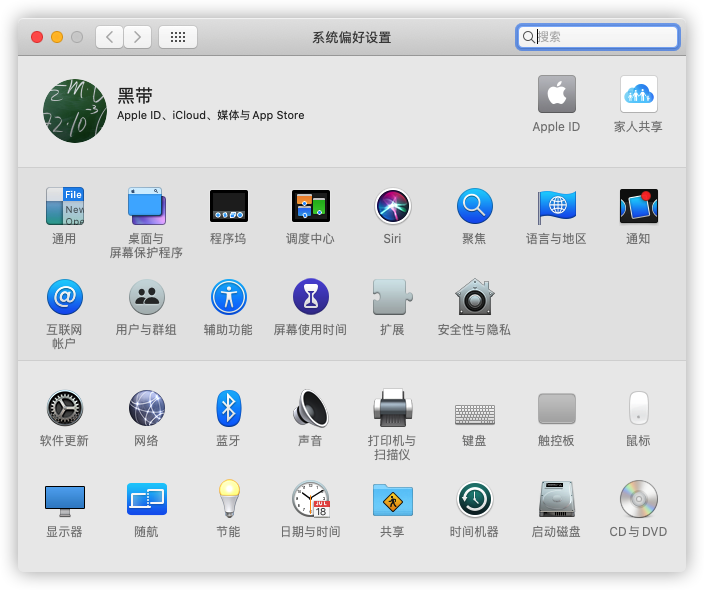 系统偏好设置
搜索
黑带
Apple ID、iCloud、媒体与 App Store
Apple ID
家人共享
File
New
Ope
通用
桌面与
屏幕保护程序
程序坞
调度中心
Siri
聚焦
语言与地区
通知
@
互联网
帐户
用户与群组
辅助功能
屏幕使用时间
扩展
安全性与隐私
软件更新
网络
蓝牙
声音
打印机与
扫描仪
键盘
触控板
鼠标
JUL
18
显示器
随航
节能
日期与时间
共享
时间机器
启动磁盘
CD 与 DVD